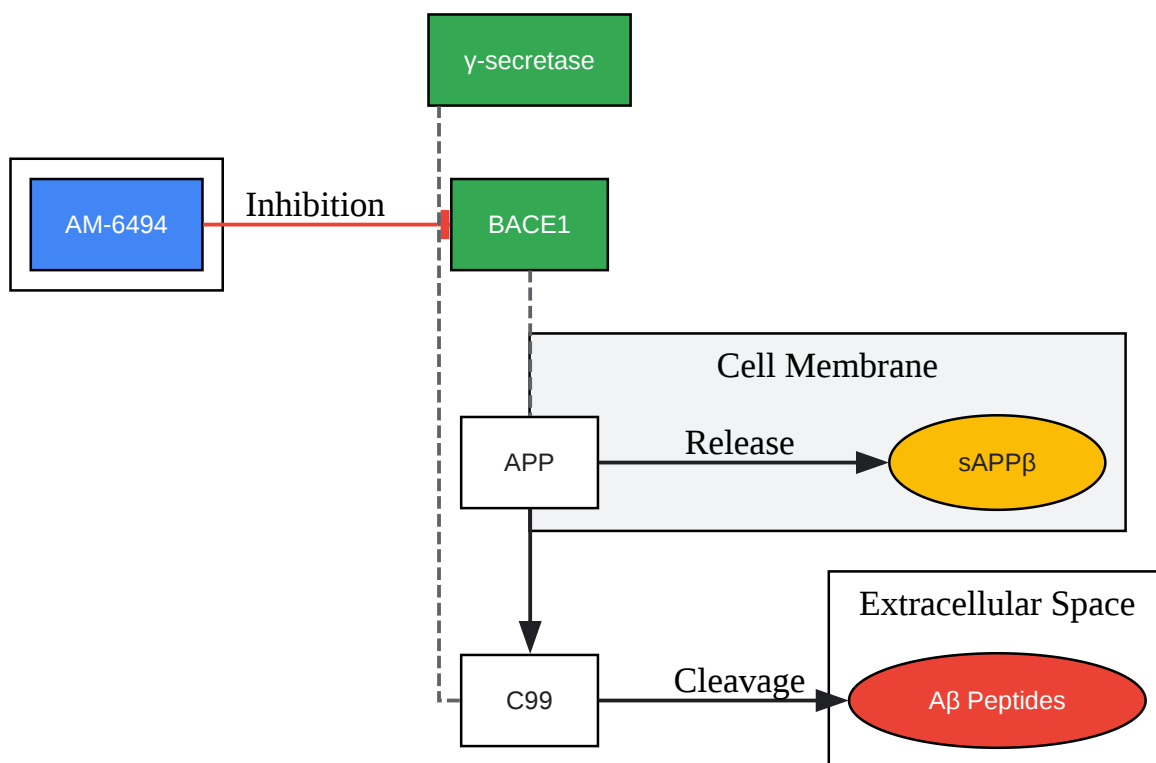 γ-secretase
AM-6494
Inhibition
BACE1
Cell Membrane
APP
Release
sAPPβ
Extracellular Space
C99
Cleavage
Aβ Peptides